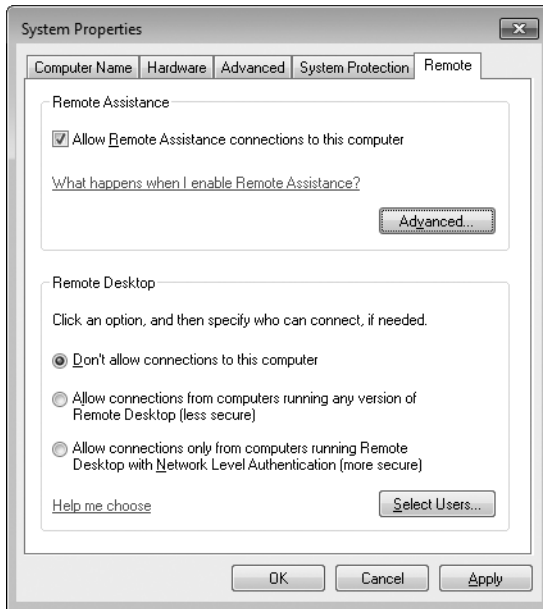 System Properties
Computer Name
Hardware
Advanced
System Protection
Remote
Remote Assistance
Allow Remote Assistance connections to this computer
What happens when I enable Remote Assistance?
Advanced...
Remote Desktop
Click an option, and then specify who can connect, if needed.
Don't allow connections to this computer
Allow connections from computers running any version of
Remote Desktop (less secure)
Allow connections only from computers running Remote
Desktop with Network Level Authentication (more secure)
Help me choose
Select Users...
OK
Cancel
Apply